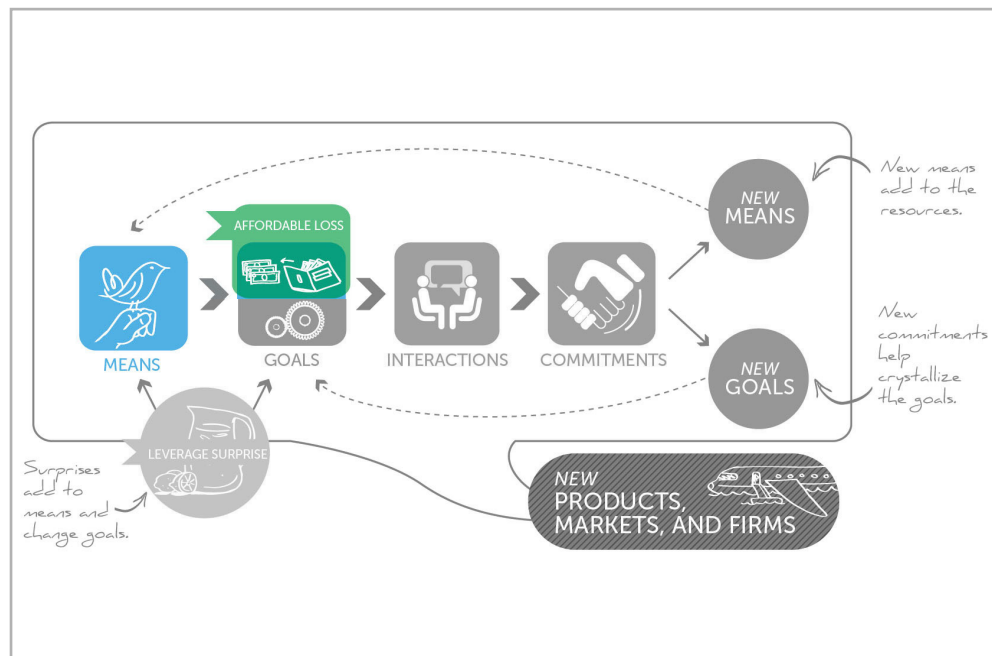 NEW
MEANS
New means
add to the
resources.
AFFORDABLE LOSS
MEANS
GOALS
INTERACTIONS
COMMITMENTS
NEW
GOALS
New
commitments
help
crystallize
the goals.
LEVERAGE SURPRISE
Surprises
add to
means and
change goals.
NEW
PRODUCTS,
MARKETS, AND FIRMS